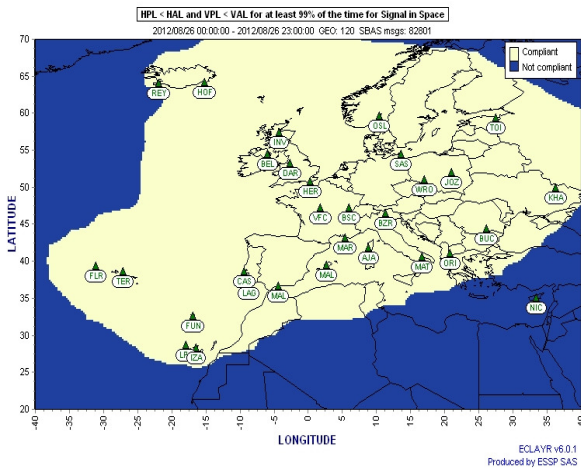 HPL < HAL and VPL < VAL for at least 99% of the time for Signal in Space
2012/08/26 00:00:00 - 2012/08/26 23:00:00 GEO: 120 SBAS msgs: 82801
Compliant
Not compliant
LATITUDE
70
65
60
55
50
45
40
35
30
25
20
REY
HOF
OSL
TOI
INV
BEL
DAR
SAS
HER
WRO
JOZ
KHA
VFC
BSC
BZR
BUC
MAR
AJA
MAL
MAT
ORI
FLR
TER
CAS
LAG
MAL
NIC
FUN
IZA
-40
-35
-30
-25
-20
-15
-10
-5
0
5
10
15
20
25
30
35
40
LONGITUDE
ECLAYR v6.0.1
Produced by ESSP SAS